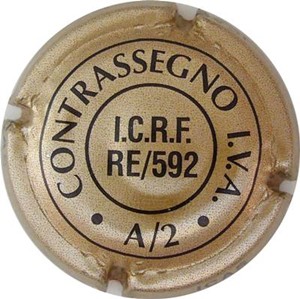 CONTRASSEGNO I.V.A.
I.C.R.F.
RE/592
• A/2 •